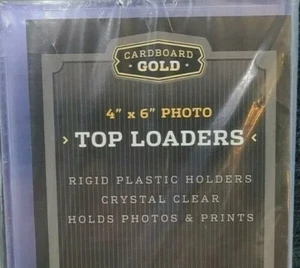 CARDBOARD
GOLD
4" x 6" PHOTO
› TOP LOADERS ‹
RIGID PLASTIC HOLDERS
CRYSTAL CLEAR
HOLDS PHOTOS & PRINTS